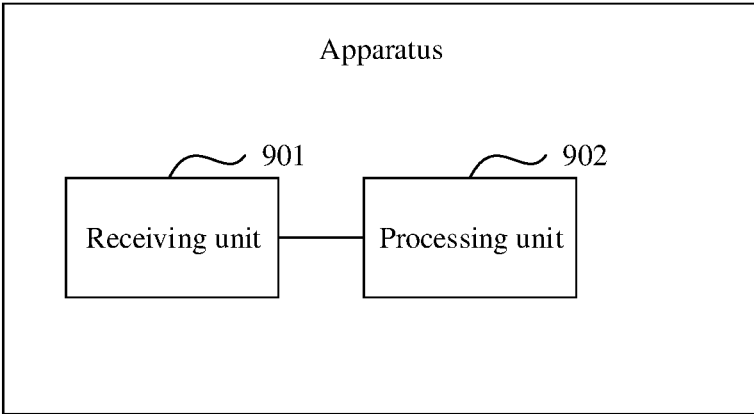 Apparatus
901
902
Receiving unit
Processing unit